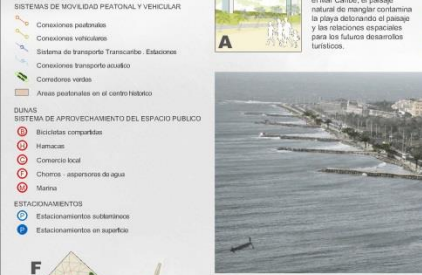 SISTEMAS DE MOVILIDAD PEATONAL Y VEHICULAR
Conexiones peatonales
Conexiones vehiculares
Sistema de transporte Transcaribe . Estaciones
Conexiones transporte acuatico
Corredores verdes
Areas peatonales en el centro historico
DUNAS
SISTEMA DE APROVECHAMIENTO DEL ESPACIO PUBLICO
B Bicicletas compartidas
H Hamacas
C Comercio local
F Chorros - aspersores de agua
M Marina
ESTACIONAMIENTOS
P Estacionamientos subterráneos
P Estacionamientos en superficie
F
A
el mar Caribe, el paisaje
natural de manglar contamina
la playa detonando el paisaje
y las relaciones espaciales
para los futuros desarrollos
turísticos.